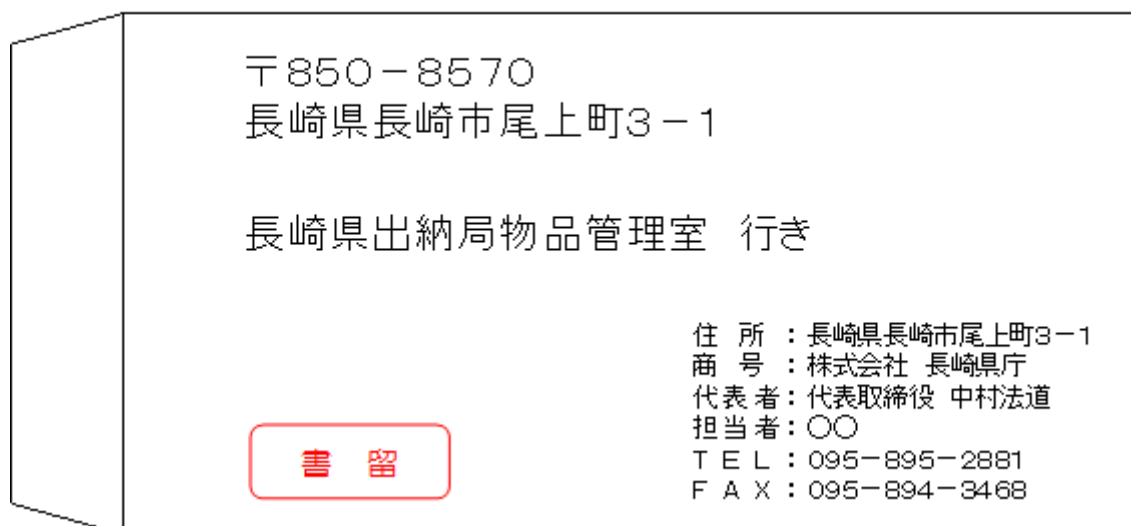 〒850-8570
長崎県長崎市尾上町3-1
長崎県出納局物品管理室 行き
住 所 : 長崎県長崎市尾上町3-1
商 号 : 株式会社 長崎県庁
代表者 : 代表取締役 中村法道
担当者 : 〇〇
T E L : 095-895-2881
F A X : 095-894-3468
書 留